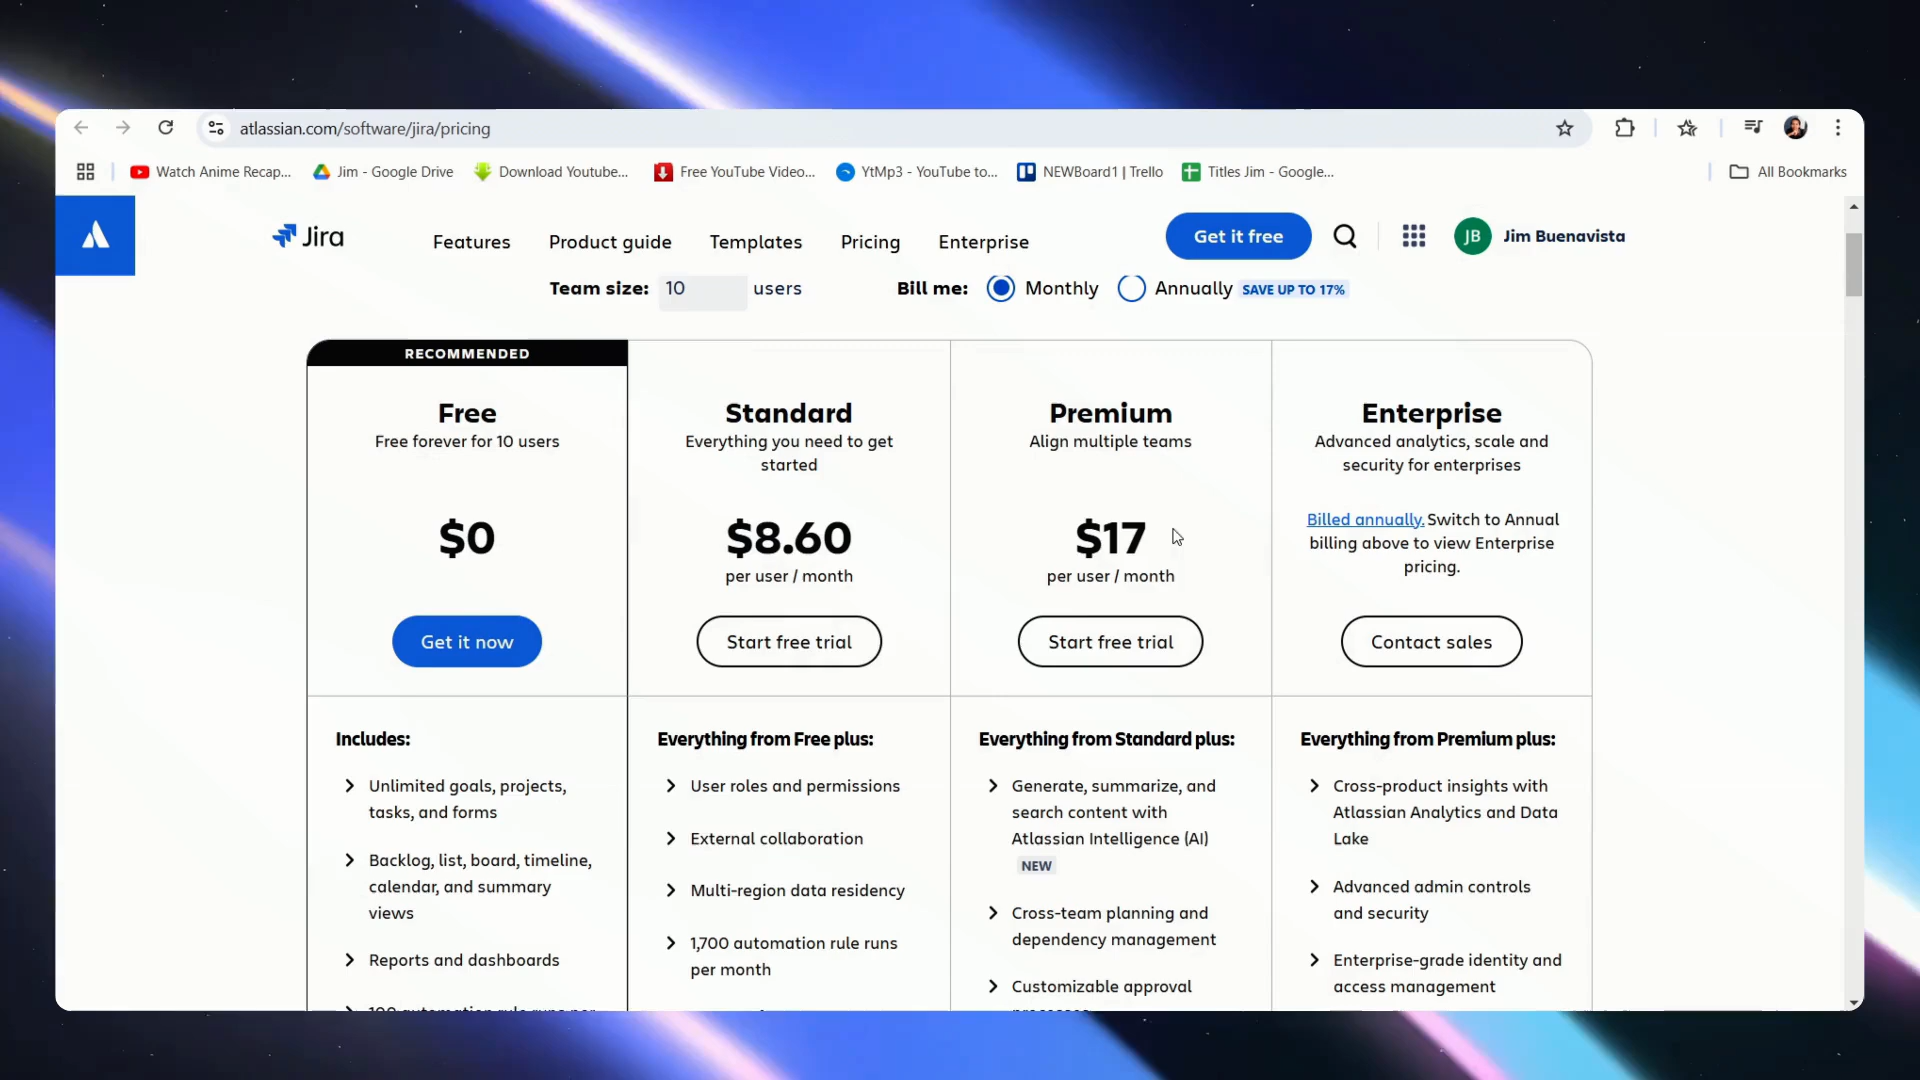 atlassian.com/software/jira/pricing
Watch Anime Recap...
Jim - Google Drive
Download Youtube...
Free YouTube Video...
YtMp3 - YouTube to...
NEWBoard1 | Trello
Titles Jim - Google...
All Bookmarks
Jira
Features
Product guide
Templates
Pricing
Enterprise
Get it free
JB
Jim Buenavista
Team size: 10 users
Bill me: Monthly Annually SAVE UP TO 17%
RECOMMENDED
Free
Free forever for 10 users
$0
Get it now
Includes:
Unlimited goals, projects,
tasks, and forms
Backlog, list, board, timeline,
calendar, and summary
views
Reports and dashboards
Standard
Everything you need to get
started
$8.60
per user / month
Start free trial
Everything from Free plus:
User roles and permissions
External collaboration
Multi-region data residency
1,700 automation rule runs
per month
Premium
Align multiple teams
$17
per user / month
Start free trial
Everything from Standard plus:
Generate, summarize, and
search content with
Atlassian Intelligence (AI)
NEW
Cross-team planning and
dependency management
Customizable approval
Enterprise
Advanced analytics, scale and
security for enterprises
Billed annually. Switch to Annual
billing above to view Enterprise
pricing.
Contact sales
Everything from Premium plus:
Cross-product insights with
Atlassian Analytics and Data
Lake
Advanced admin controls
and security
Enterprise-grade identity and
access management